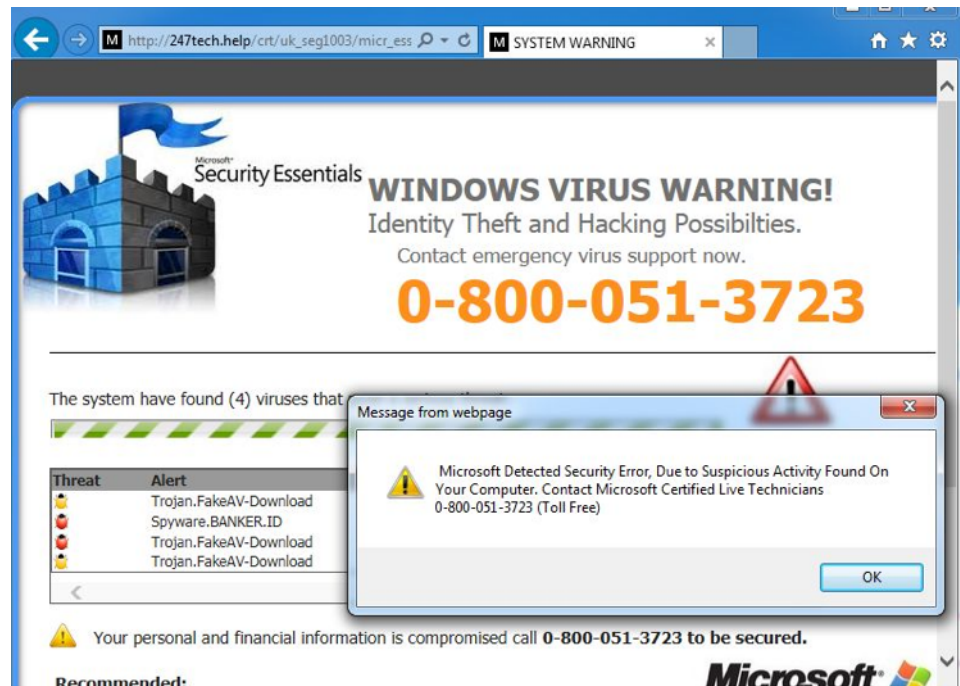 http://247tech.help/crt/uk_seg1003/micr_ess
M SYSTEM WARNING
Microsoft
Security Essentials
WINDOWS VIRUS WARNING!
Identity Theft and Hacking Possibilties.
Contact emergency virus support now.
0-800-051-3723
The system have found (4) viruses that
Message from webpage
Microsoft Detected Security Error, Due to Suspicious Activity Found On
Your Computer. Contact Microsoft Certified Live Technicians
0-800-051-3723 (Toll Free)
OK
Threat Alert
Trojan.FakeAV-Download
Spyware.BANKER.ID
Trojan.FakeAV-Download
Trojan.FakeAV-Download
Your personal and financial information is compromised call 0-800-051-3723 to be secured.
Recommended:
Microsoft